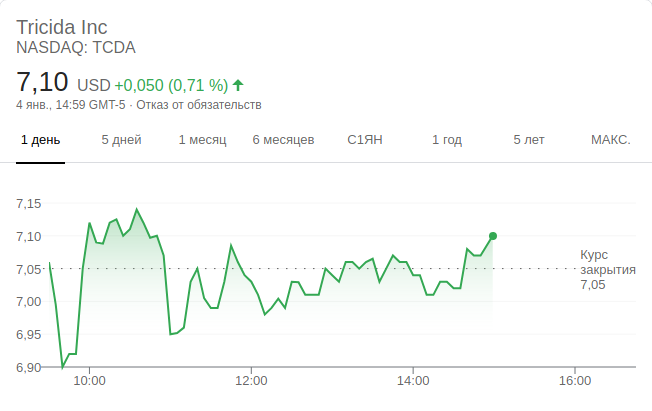 Tricida Inc
NASDAQ: TCDA
7,10 USD +0,050 (0,71 %)
4 янв., 14:59 GMT-5 · Отказ от обязательств
1 день 5 дней 1 месяц 6 месяцев С1ЯН 1 год 5 лет МАКС.
7,15
7,10
7,05
7,00
6,95
6,90
Курс
закрытия
7,05
10:00 12:00 14:00 16:00